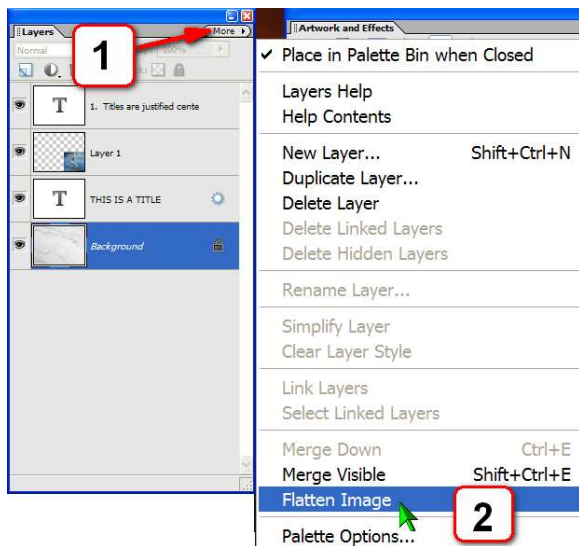 Layers
More
Normal
100%
1
T
1. Titles are justified cente
Layer 1
T
THIS IS A TITLE
Background
Artwork and Effects
Place in Palette Bin when Closed
Layers Help
Help Contents
New Layer... Shift+Ctrl+N
Duplicate Layer...
Delete Layer
Delete Linked Layers
Delete Hidden Layers
Rename Layer...
Simplify Layer
Clear Layer Style
Link Layers
Select Linked Layers
Merge Down Ctrl+E
Merge Visible Shift+Ctrl+E
Flatten Image
2
Palette Options...